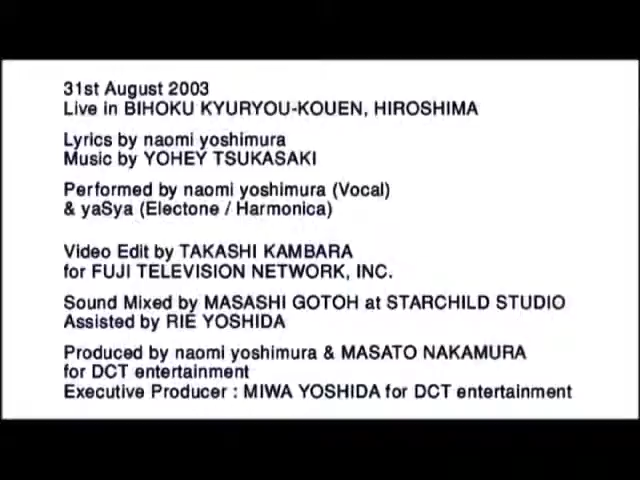 31st August 2003
Live in BIHOKU KYURYOU-KOUEN, HIROSHIMA
Lyrics by naomi yoshimura
Music by YOHEY TSUKASAKI
Performed by naomi yoshimura (Vocal)
& yaSya (Electone / Harmonica)
Video Edit by TAKASHI KAMBARA
for FUJI TELEVISION NETWORK, INC.
Sound Mixed by MASASHI GOTOH at STARCHILD STUDIO
Assisted by RIE YOSHIDA
Produced by naomi yoshimura & MASATO NAKAMURA
for DCT entertainment
Executive Producer : MIWA YOSHIDA for DCT entertainment